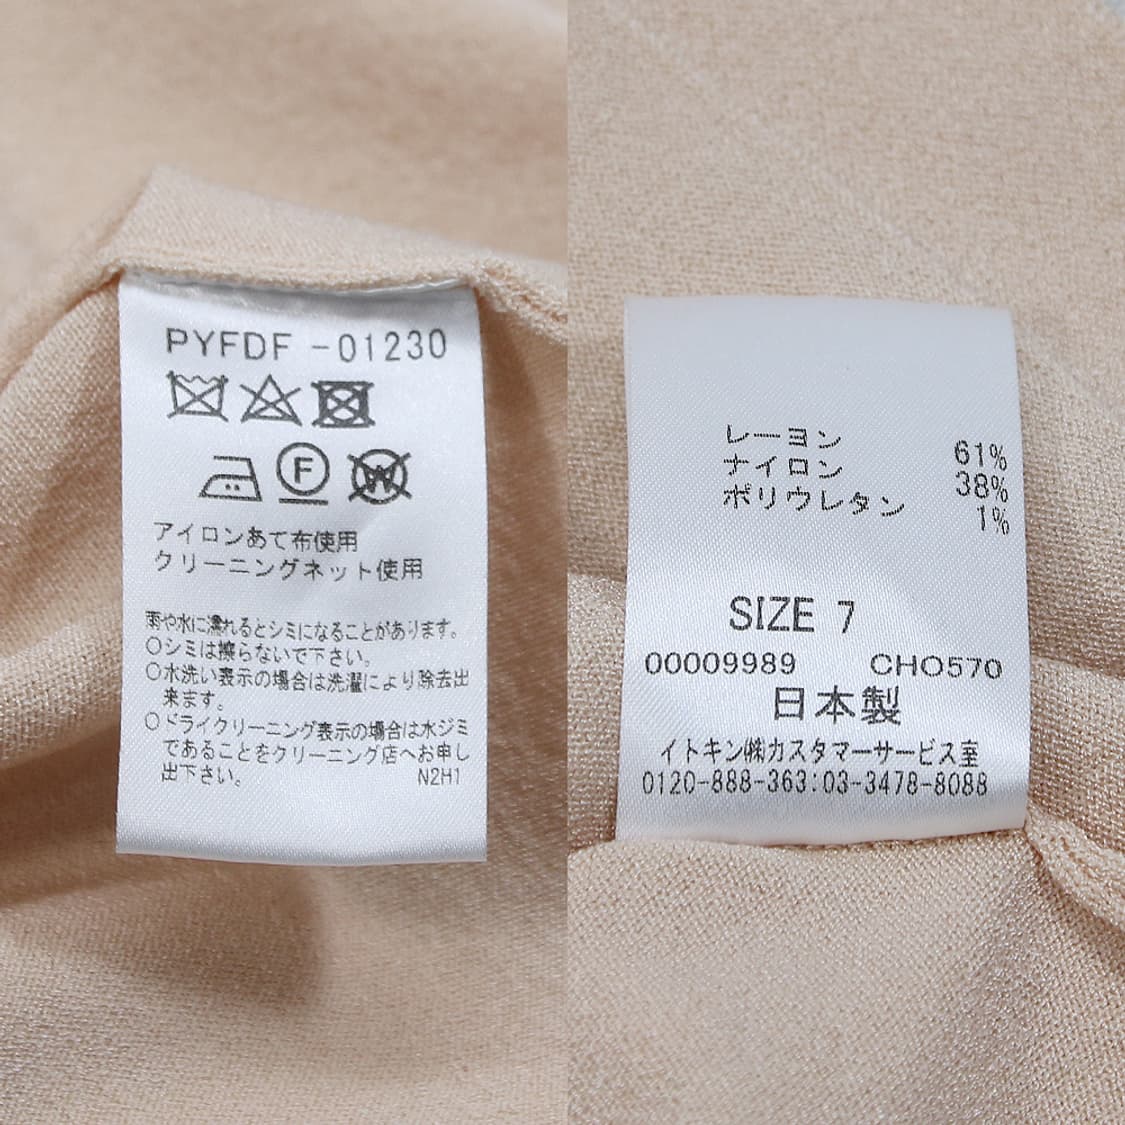 PYFDF -01230
F
W
アイロンあて布使用
クリーニングネット使用
雨や水に濡れるとシミになることがあります。
○シミは擦らないで下さい。
○水洗い表示の場合は洗濯により除去出
来ます。
○ドライクリーニング表示の場合は水ジミ
であることをクリーニング店へお申し
出下さい。 N2H1
レーヨン 61%
ナイロン 38%
ポリウレタン 1%
SIZE 7
00009989 CHO570
日本製
イトキン㈱カスタマーサービス室
0120-888-363:03-3478-8088